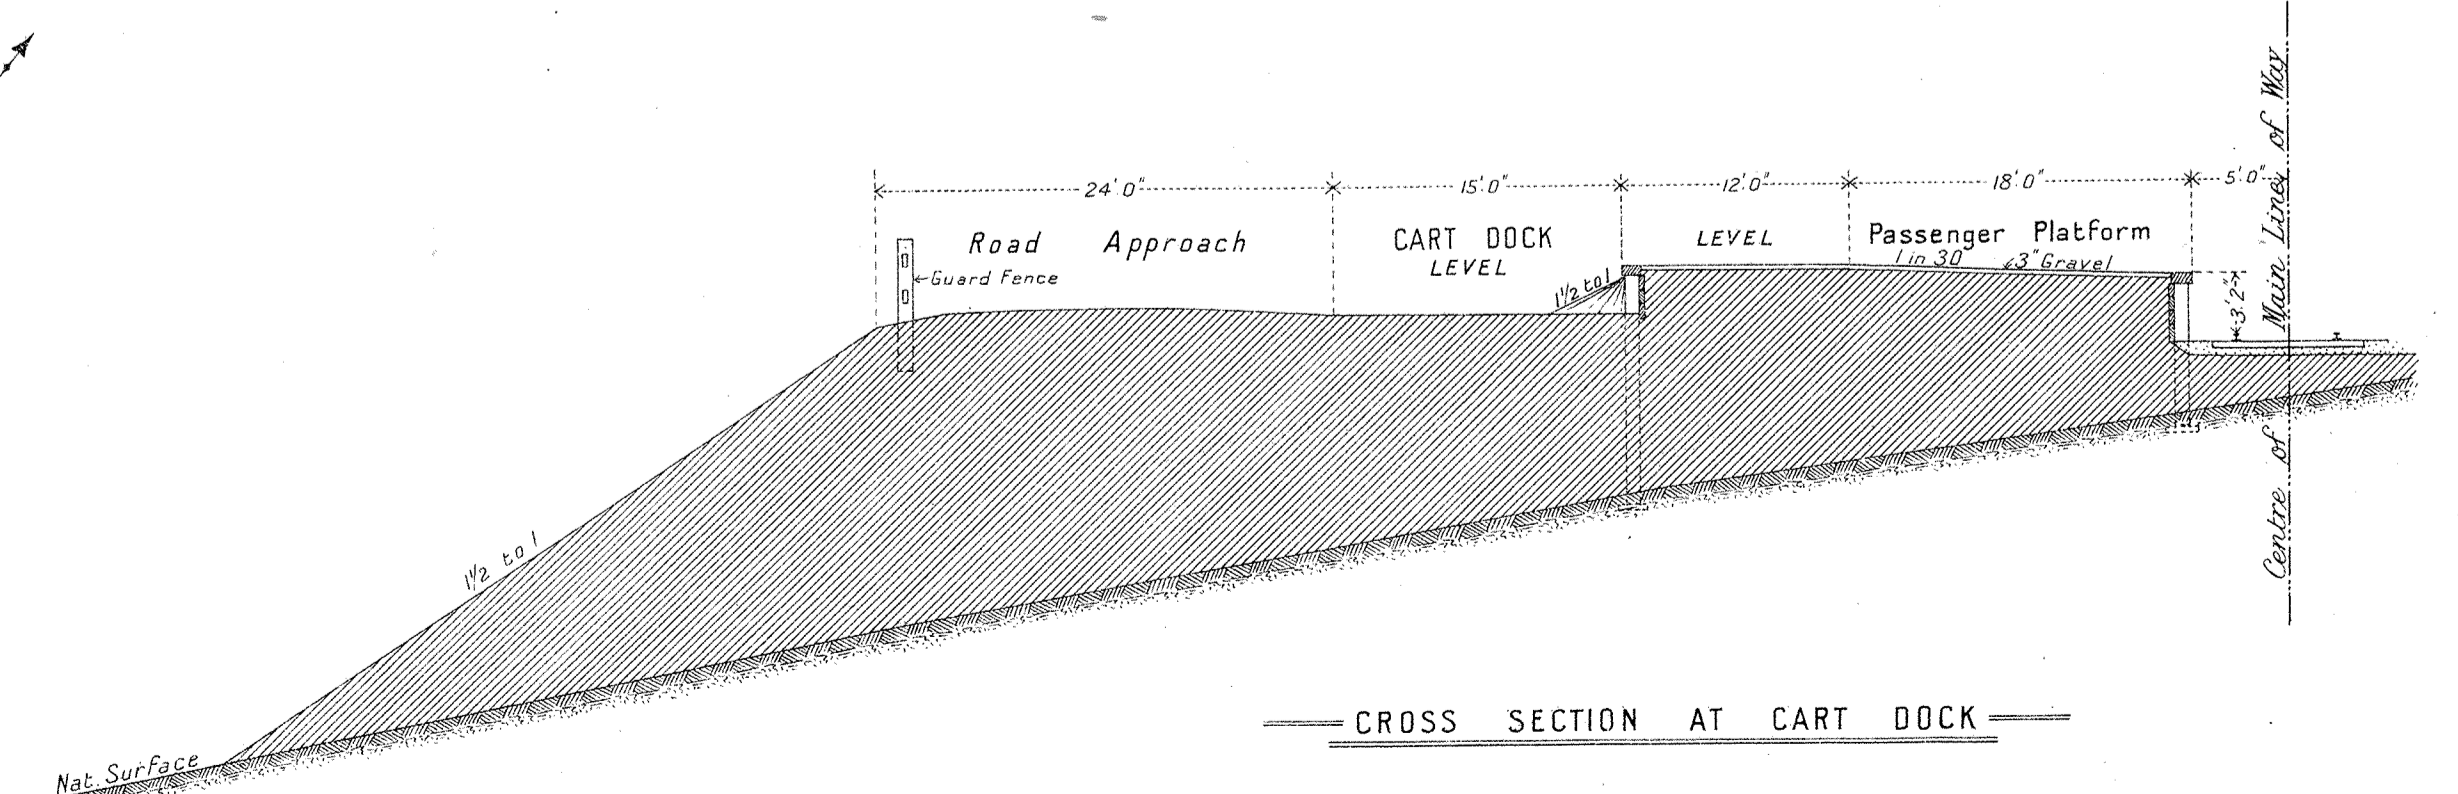 24'.0"
15'.0"
12'.0"
18'.0"
5'.0"
Road Approach
CART DOCK
LEVEL
LEVEL
Passenger Platform
1 in 30
3" Gravel
Guard Fence
1½ to 1
3'.2"
1½ to 1
Nat. Surface
Centre of Main Line of Way
CROSS SECTION AT CART DOCK